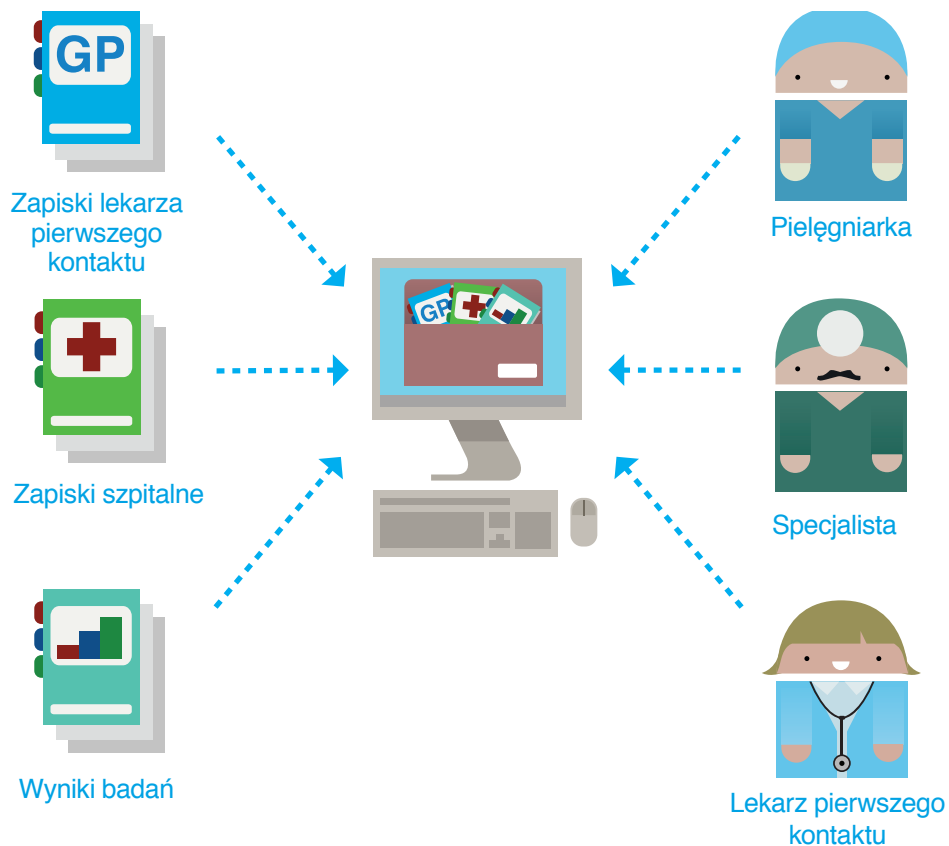 GP
Zapiski lekarza
pierwszego
kontaktu
Pielęgniarka
GP
Zapiski szpitalne
Specjalista
Wyniki badań
Lekarz pierwszego
kontaktu